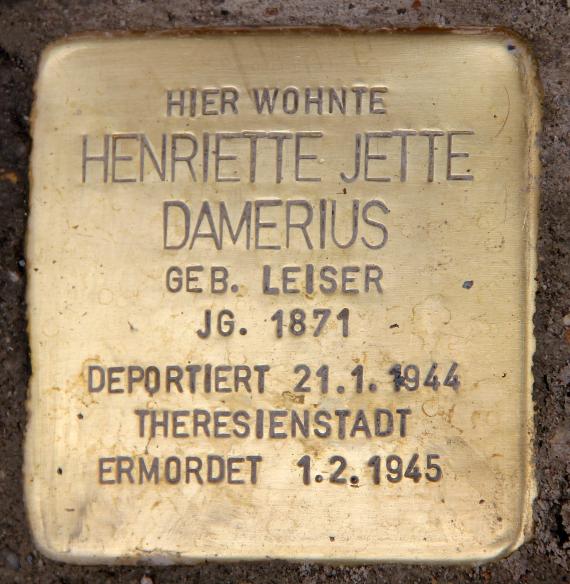 HIER WOHNTE
HENRIETTE JETTE
DAMERIUS
GEB. LEISER
JG. 1871
DEPORTIERT 21.1.1944
THERESIENSTADT
ERMORDET 1.2.1945